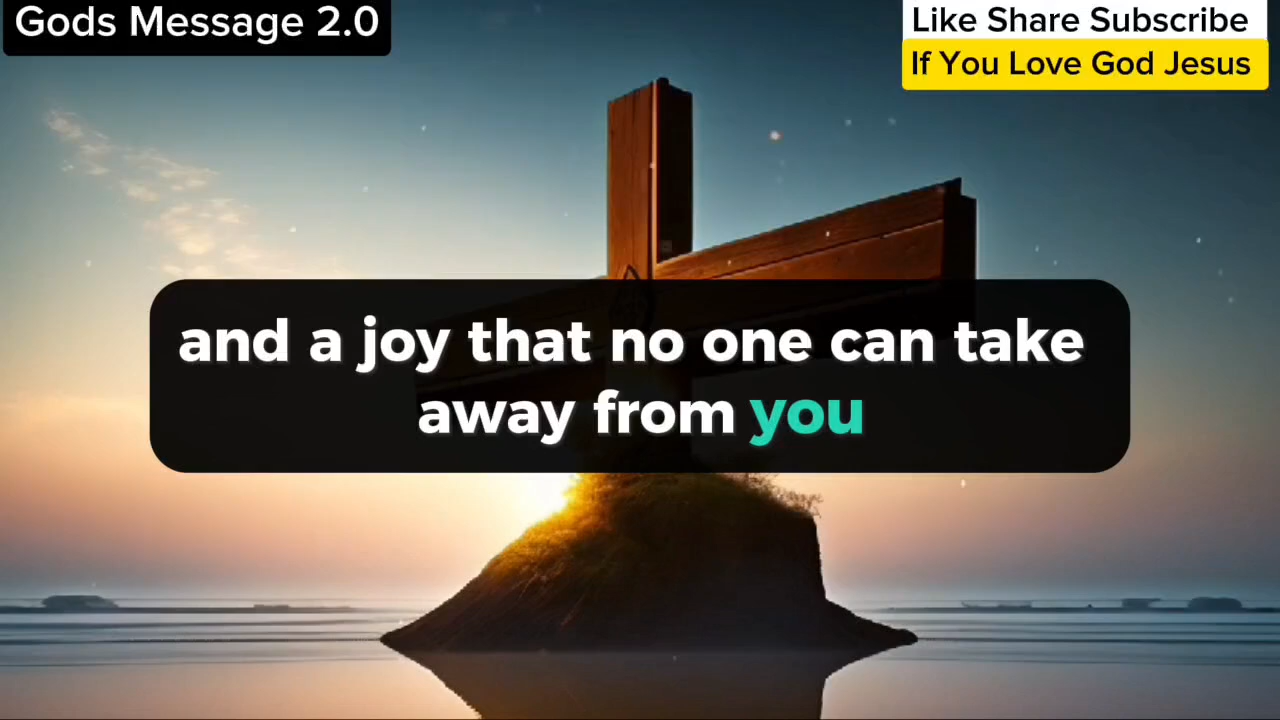 Gods Message 2.0
Like Share Subscribe
If You Love God Jesus
and a joy that no one can take
away from you